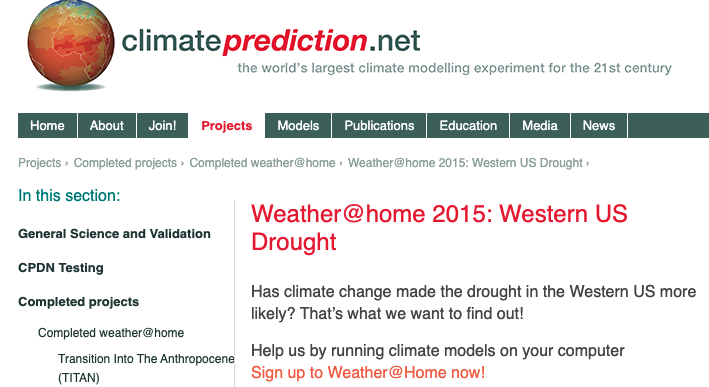 climateprediction.net
the world's largest climate modelling experiment for the 21st century
Home About Join! Projects Models Publications Education Media News
Projects › Completed projects › Completed weather@home › Weather@home 2015: Western US Drought ›
In this section:
General Science and Validation
CPDN Testing
Completed projects
Completed weather@home
Transition Into The Anthropocene
(TITAN)
Weather@home 2015: Western US
Drought
Has climate change made the drought in the Western US more
likely? That's what we want to find out!
Help us by running climate models on your computer
Sign up to Weather@Home now!